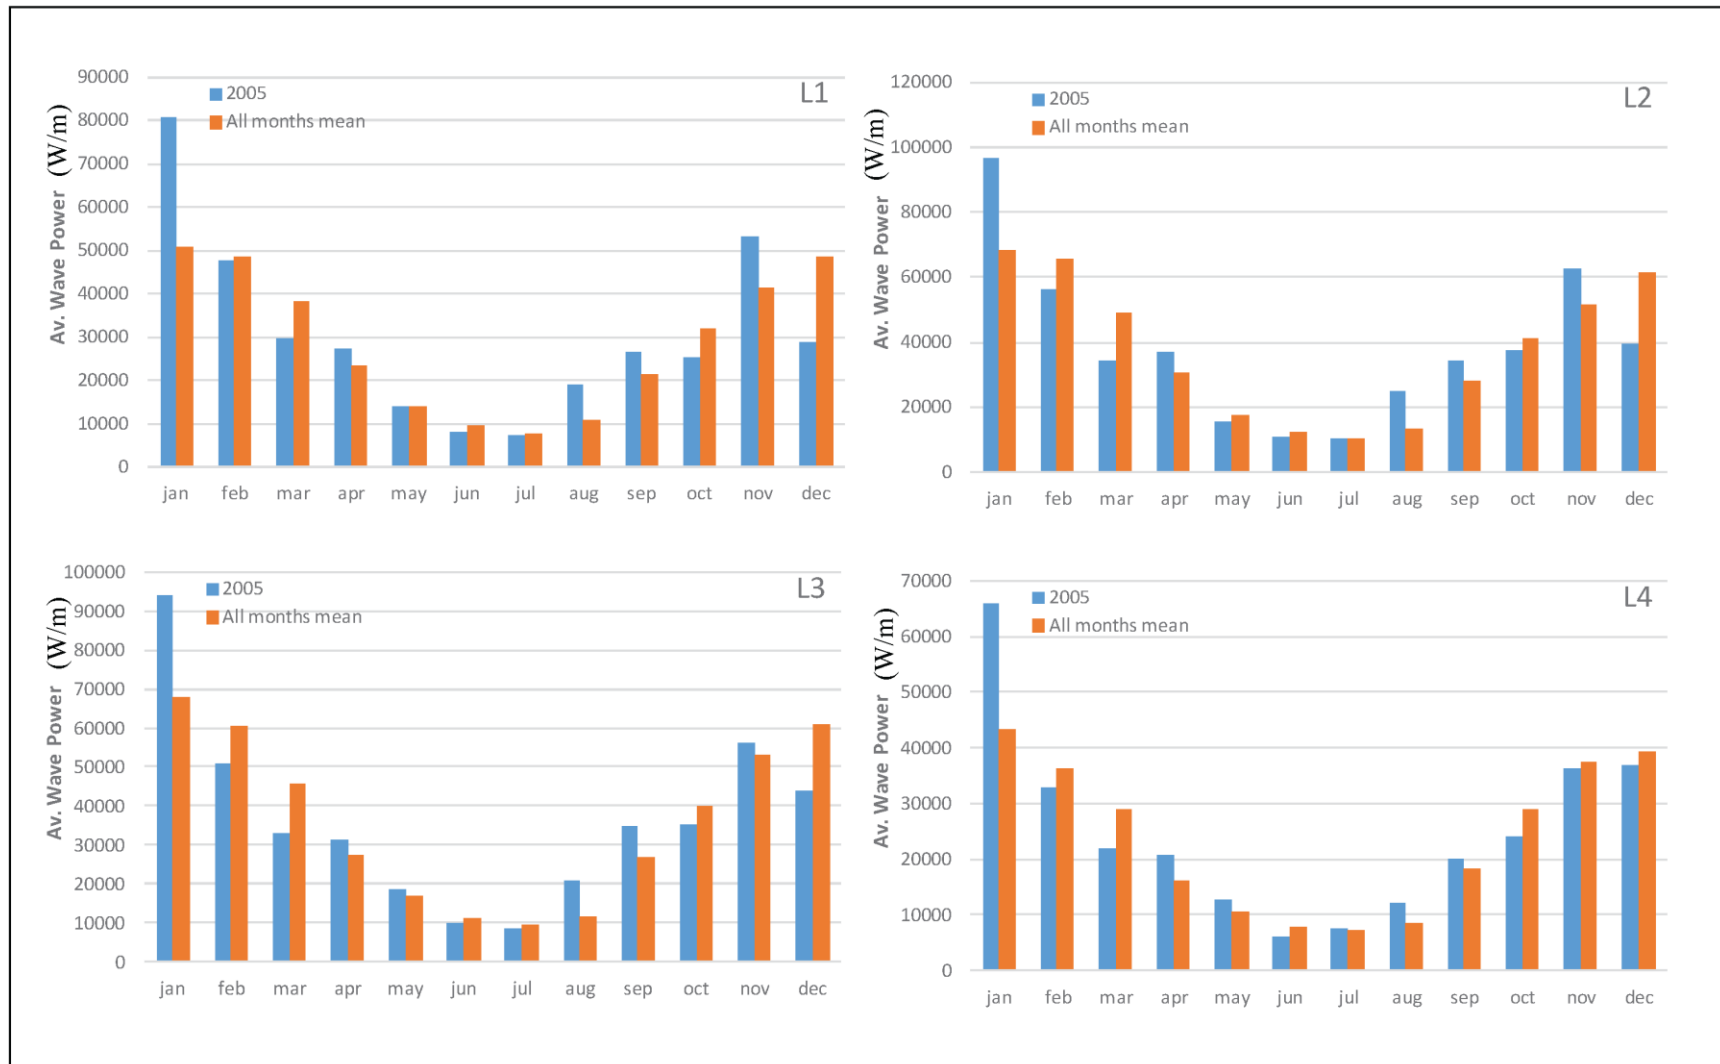 L1
2005
All months mean
Av. Wave Power (W/m)
90000
80000
70000
60000
50000
40000
30000
20000
10000
0
jan feb mar apr may jun jul aug sep oct nov dec
L2
2005
All months mean
Av. Wave Power (W/m)
120000
100000
80000
60000
40000
20000
0
jan feb mar apr may jun jul aug sep oct nov dec
L3
2005
All months mean
Av. Wave Power (W/m)
100000
90000
80000
70000
60000
50000
40000
30000
20000
10000
0
jan feb mar apr may jun jul aug sep oct nov dec
L4
2005
All months mean
Av. Wave Power (W/m)
70000
60000
50000
40000
30000
20000
10000
0
jan feb mar apr may jun jul aug sep oct nov dec